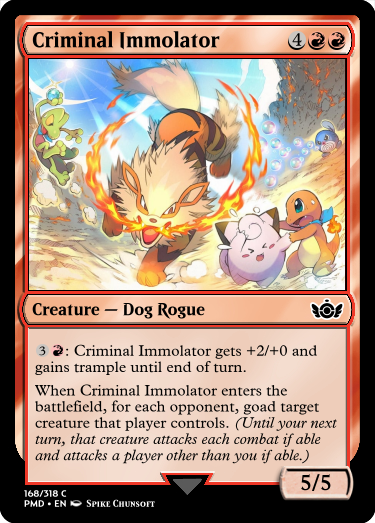 Criminal Immolator 4
Creature — Dog Rogue
3 : Criminal Immolator gets +2/+0 and
gains trample until end of turn.
When Criminal Immolator enters the
battlefield, for each opponent, goad target
creature that player controls. (Until your next
turn, that creature attacks each combat if able
and attacks a player other than you if able.)
5/5
168/318 C
PMD • EN Spike Chunsoft